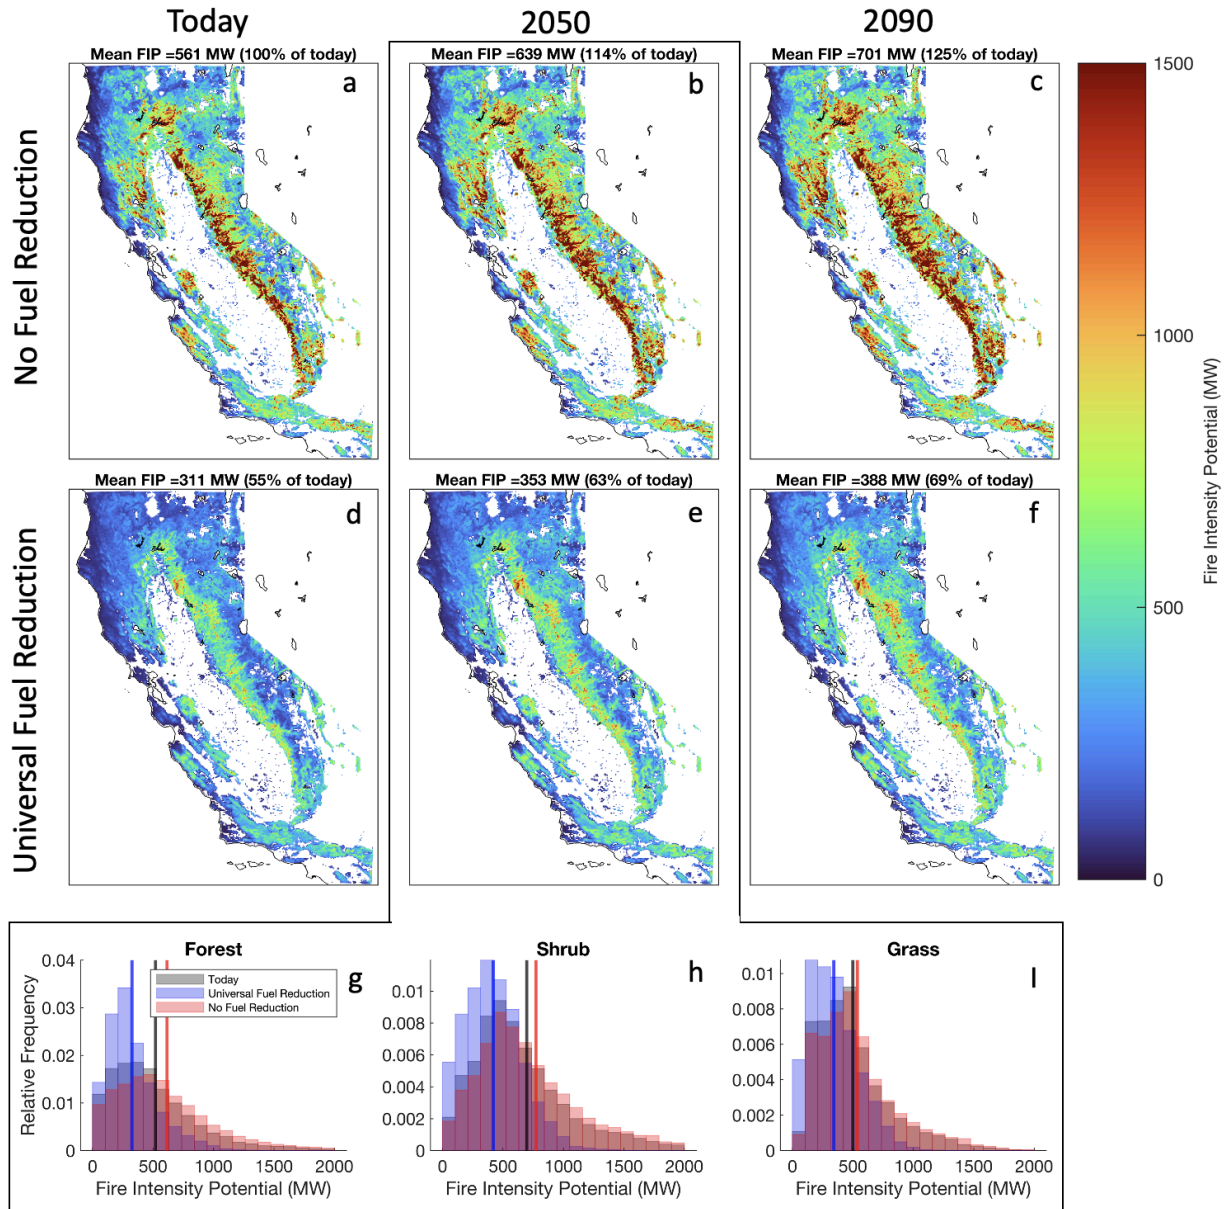 Today
2050
2090
Mean FIP =561 MW (100% of today)
Mean FIP =639 MW (114% of today)
Mean FIP =701 MW (125% of today)
a
b
c
No Fuel Reduction
1500
1000
500
0
Fire Intensity Potential (MW)
Mean FIP =311 MW (55% of today)
Mean FIP =353 MW (63% of today)
Mean FIP =388 MW (69% of today)
d
e
f
Universal Fuel Reduction
Forest
g
Today
Universal Fuel Reduction
No Fuel Reduction
0.04
0.03
0.02
0.01
0
Relative Frequency
0 500 1000 1500 2000
Fire Intensity Potential (MW)
Shrub
h
0.01
0.008
0.006
0.004
0.002
0
0 500 1000 1500 2000
Fire Intensity Potential (MW)
Grass
I
0.01
0.008
0.006
0.004
0.002
0
0 500 1000 1500 2000
Fire Intensity Potential (MW)